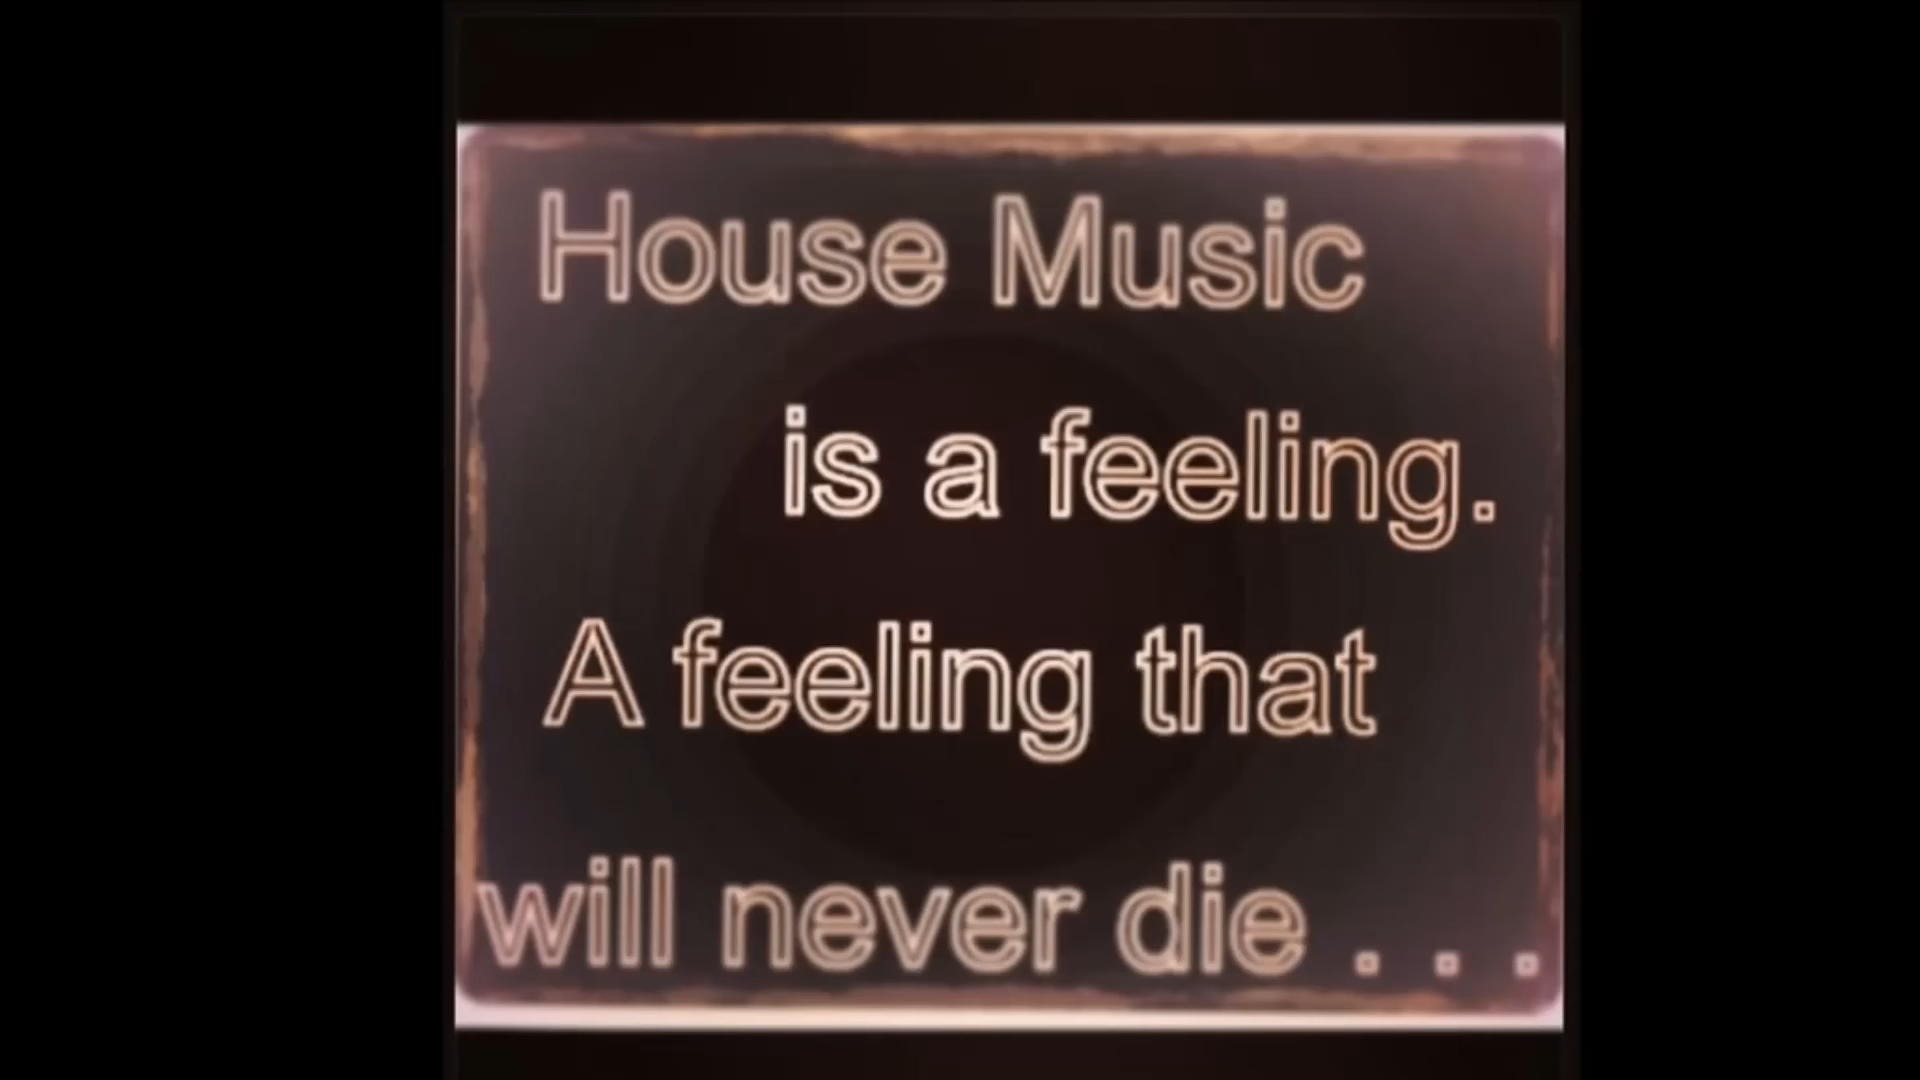 House Music
is a feeling.
A feeling that
will never die . . .